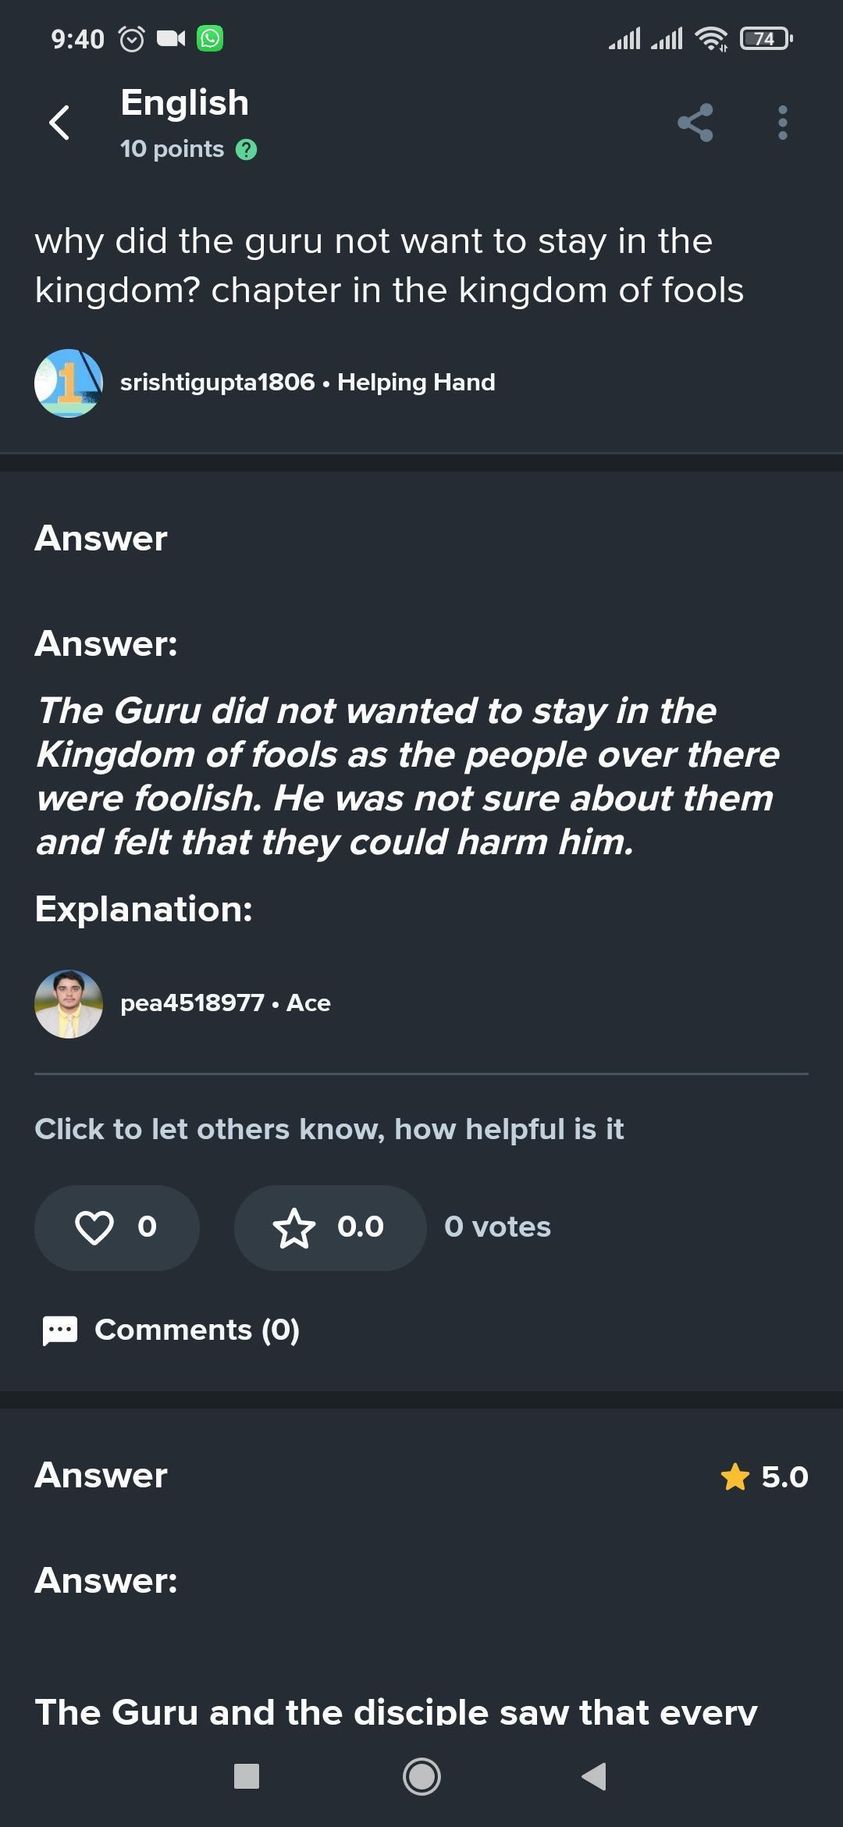 9:40
74
English
10 points ?
why did the guru not want to stay in the
kingdom? chapter in the kingdom of fools
1
srishtigupta1806 • Helping Hand
Answer
Answer:
The Guru did not wanted to stay in the
Kingdom of fools as the people over there
were foolish. He was not sure about them
and felt that they could harm him.
Explanation:
pea4518977 • Ace
Click to let others know, how helpful is it
0
0.0
0 votes
Comments (0)
Answer
5.0
Answer:
The Guru and the disciple saw that every